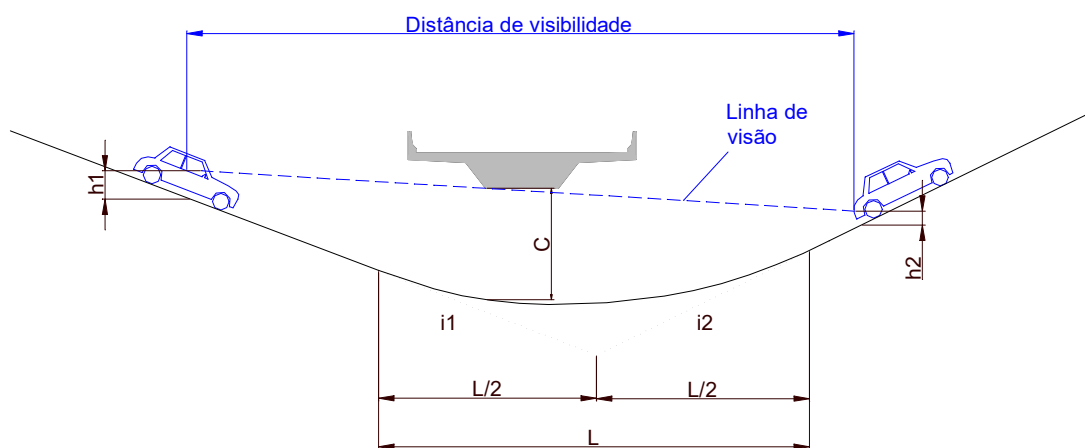 Distância de visibilidade
Linha de
visão
h1
C
h2
i1
i2
L/2
L/2
L